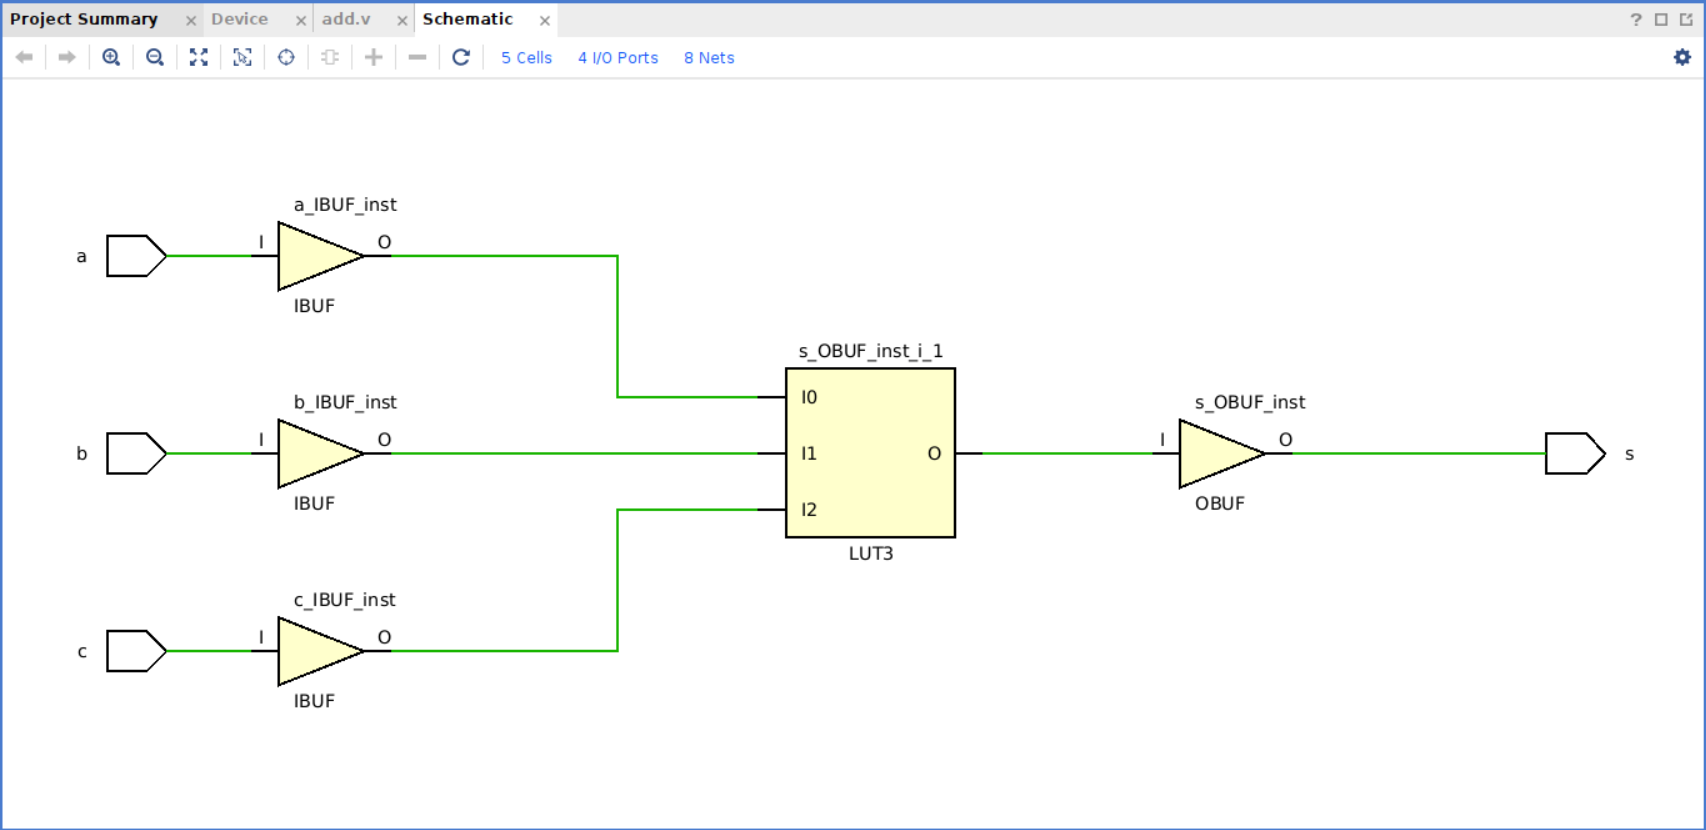 Project Summary × Device × add.v × Schematic × ?
5 Cells 4 I/O Ports 8 Nets
a_IBUF_inst
a I O
IBUF
s_OBUF_inst_i_1
I0
b_IBUF_inst s_OBUF_inst
b I O I1 O I O s
IBUF OBUF
I2
LUT3
c_IBUF_inst
c I O
IBUF